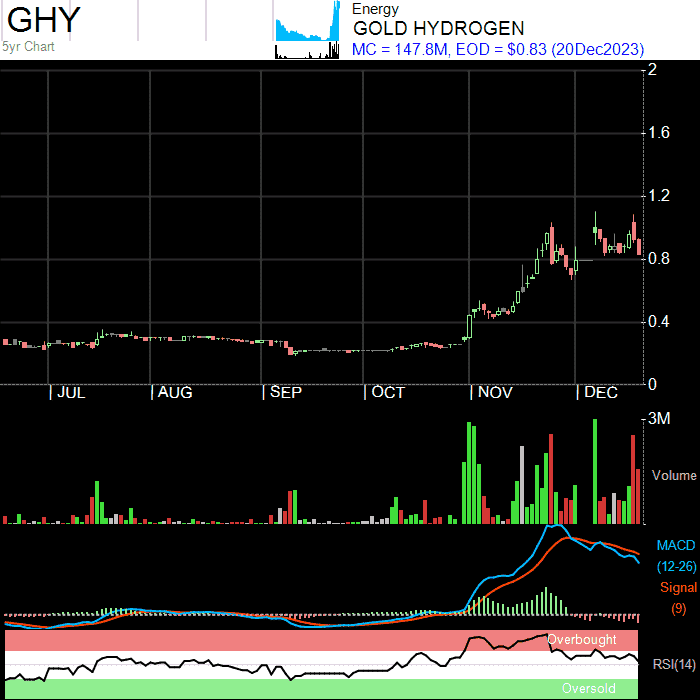 GHY
5yr Chart
Energy
GOLD HYDROGEN
MC = 147.8M, EOD = $0.83 (20Dec2023)
2
1.6
1.2
0.8
0.4
0
| JUL | AUG | SEP | OCT | NOV | DEC
3M
Volume
MACD
(12-26)
Signal
(9)
Overbought
RSI(14)
Oversold